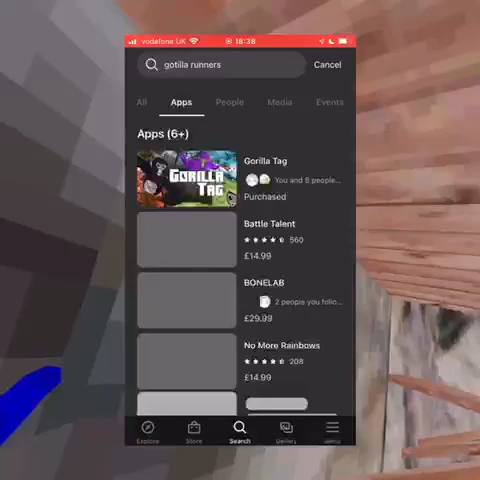 vodafone UK 18:38
gotilla runners Cancel
All Apps People Media Events
Apps (6+)
GORILLA TAG
Gorilla Tag
You and 8 people...
Purchased
Battle Talent
560
£14.99
BONELAB
2 people you follo...
£29.99
No More Rainbows
208
£14.99
Explore Store Search Gallery Menu